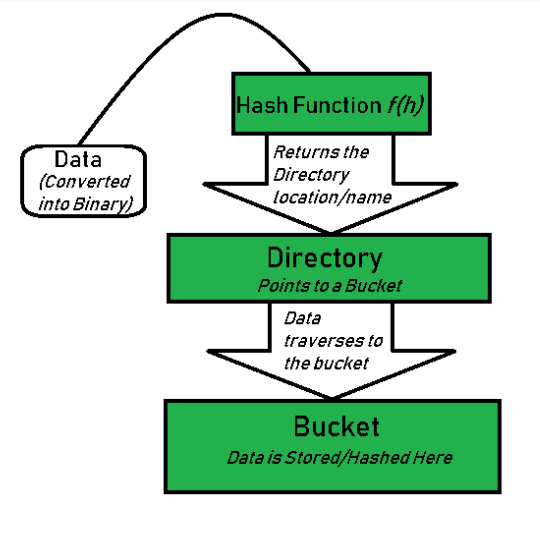 Hash Function f(h)
Data
(Converted
into Binary)
Returns the
Directory
location/name
Directory
Points to a Bucket
Data
traverses to
the bucket
Bucket
Data is Stored/Hashed Here